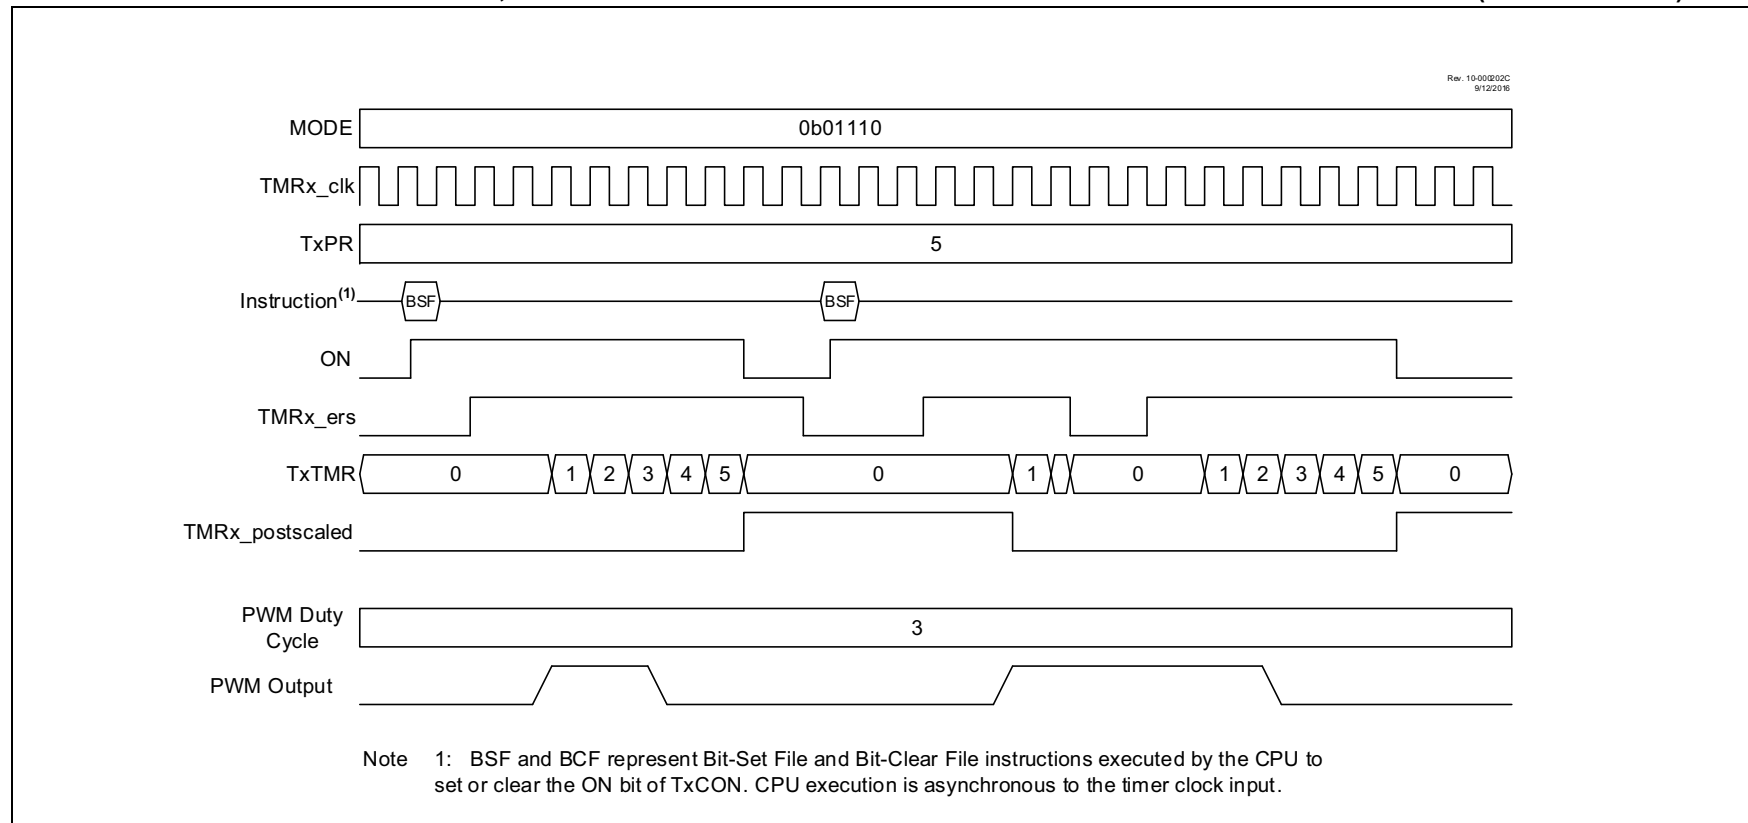 Rev. 10-000202C
9/12/2016
MODE 0b01110
TMRx_clk
TxPR 5
Instruction(1) BSF BSF
ON
TMRx_ers
TxTMR 0 1 2 3 4 5 0 1 0 1 2 3 4 5 0
TMRx_postscaled
PWM Duty
Cycle 3
PWM Output
Note 1: BSF and BCF represent Bit-Set File and Bit-Clear File instructions executed by the CPU to
set or clear the ON bit of TxCON. CPU execution is asynchronous to the timer clock input.